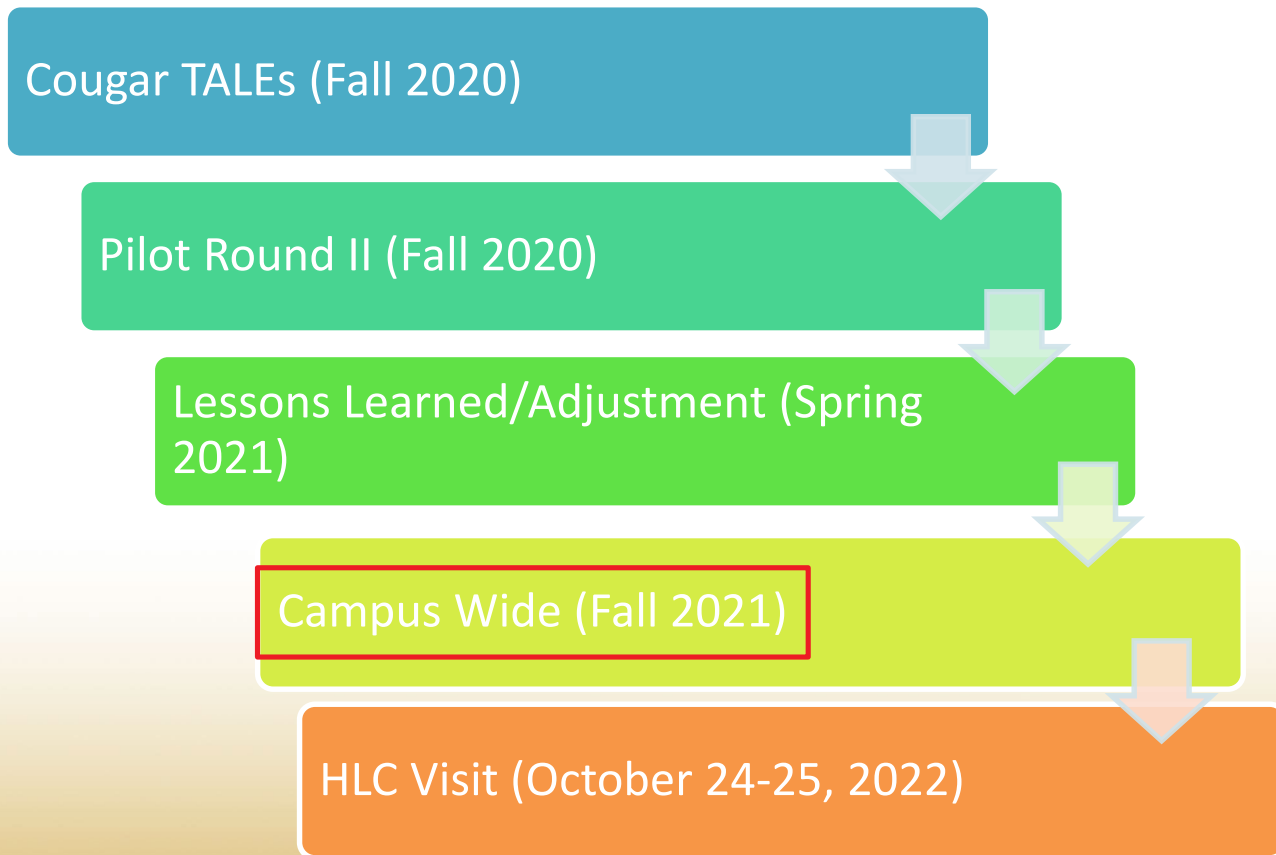 Cougar TALEs (Fall 2020)
Pilot Round II (Fall 2020)
Lessons Learned/Adjustment (Spring
2021)
Campus Wide (Fall 2021)
HLC Visit (October 24-25, 2022)